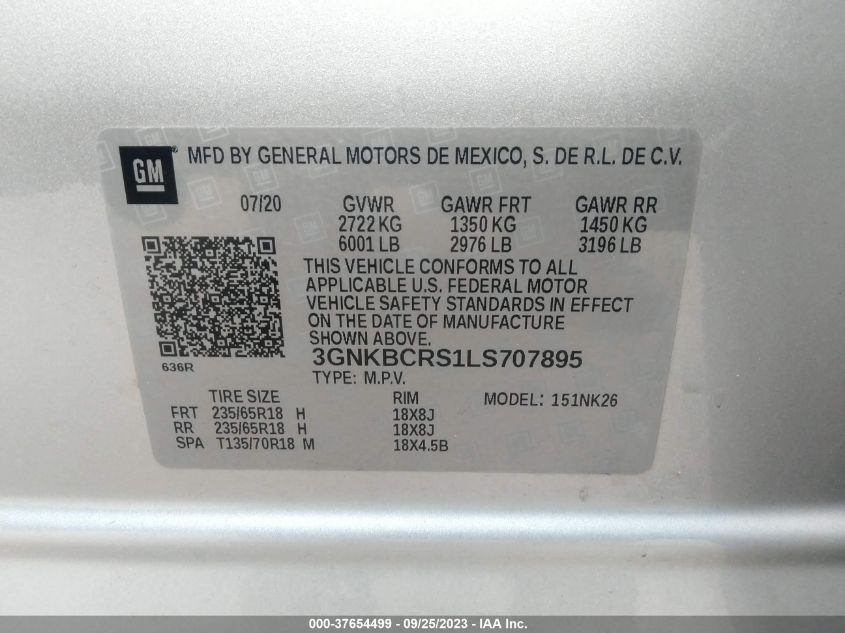 GM ® MFD BY GENERAL MOTORS DE MEXICO, S. DE R.L. DE C.V.
07/20 GVWR GAWR FRT GAWR RR
2722 KG 1350 KG 1450 KG
6001 LB 2976 LB 3196 LB
THIS VEHICLE CONFORMS TO ALL
APPLICABLE U.S. FEDERAL MOTOR
VEHICLE SAFETY STANDARDS IN EFFECT
ON THE DATE OF MANUFACTURE
SHOWN ABOVE.
636R 3GNKBCRS1LS707895
TYPE: M.P.V.
TIRE SIZE RIM MODEL: 151NK26
FRT 235/65R18 H 18X8J
RR 235/65R18 H 18X8J
SPA T135/70R18 M 18X4.5B
000-37654499 - 09/25/2023 - IAA Inc.